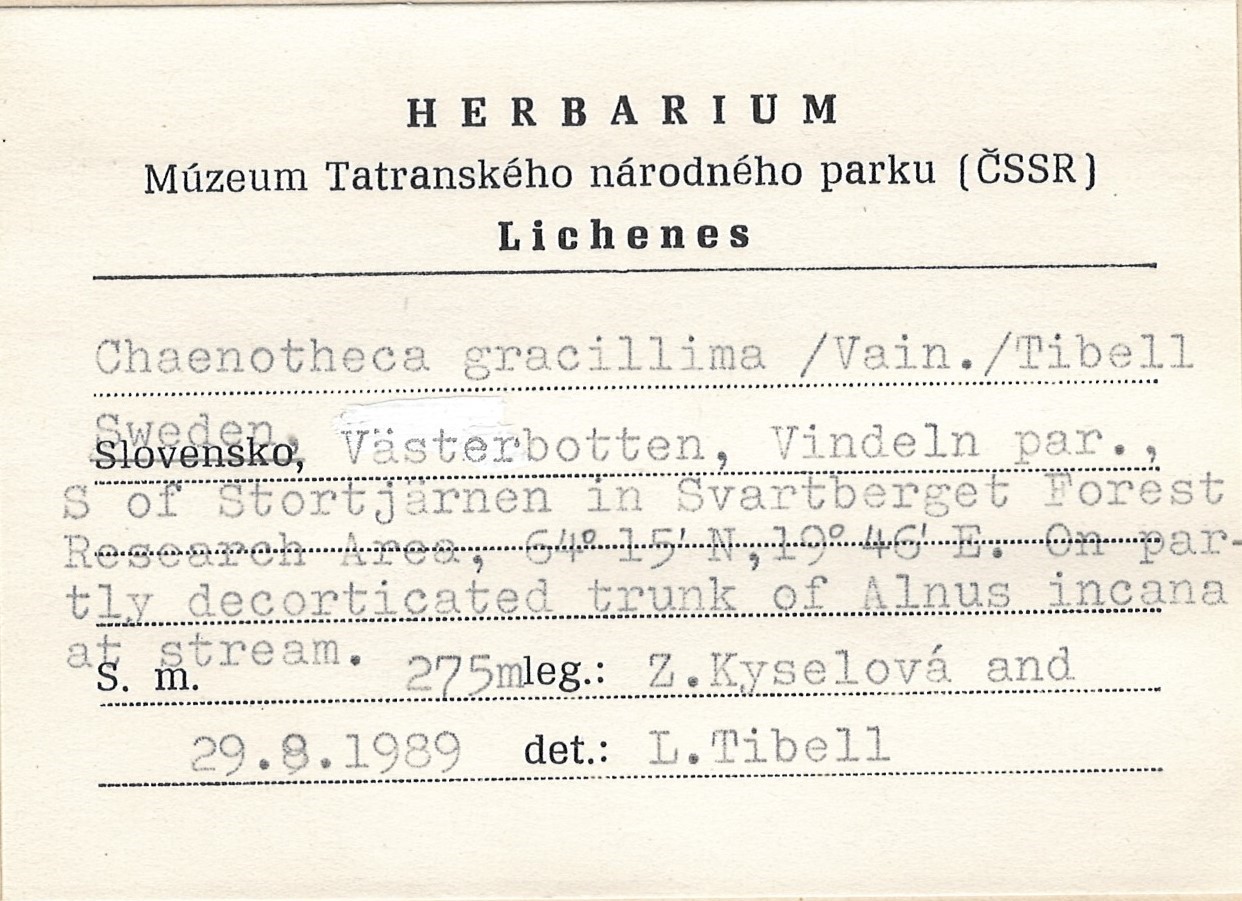 HERBARIUM
Múzeum Tatranského národného parku (ČSSR)
Lichenes
Chaenotheca gracillima /Vain./Tibell
Sweden,
Slovensko, Västerbotten, Vindeln par.,
S of Stortjärnen in Svartberget Forest
Research Area, 64° 15' N, 19° 46' E. On par-
tly decorticated trunk of Alnus incana
at stream.
S. m. 275m leg.: Z.Kyselová and
29.8.1989 det.: L.Tibell